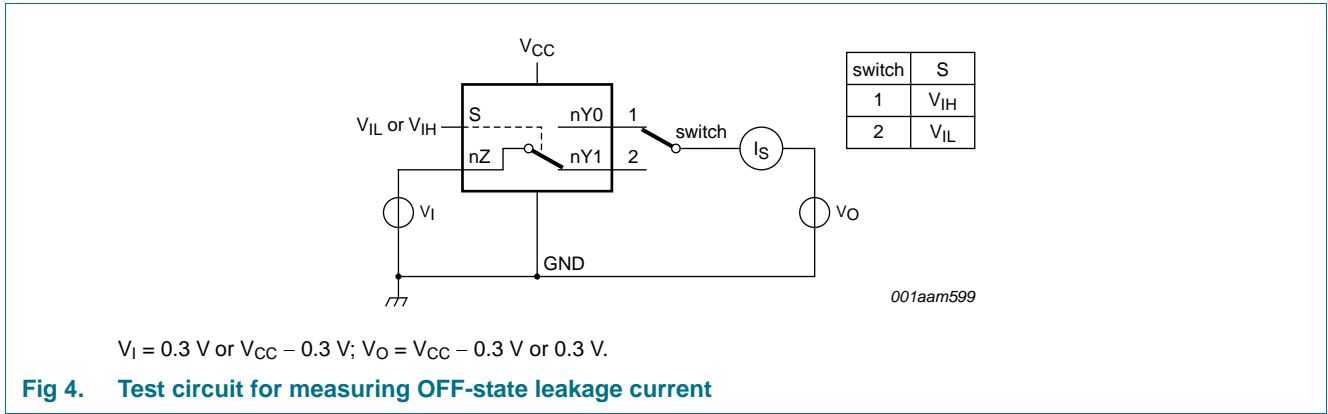 VCC
switch S
1 VIH
2 VIL
VIL or VIH
S
nY0
1
switch
IS
nZ
nY1
2
VI
VO
GND
001aam599
VI = 0.3 V or VCC − 0.3 V; VO = VCC − 0.3 V or 0.3 V.
Fig 4. Test circuit for measuring OFF-state leakage current